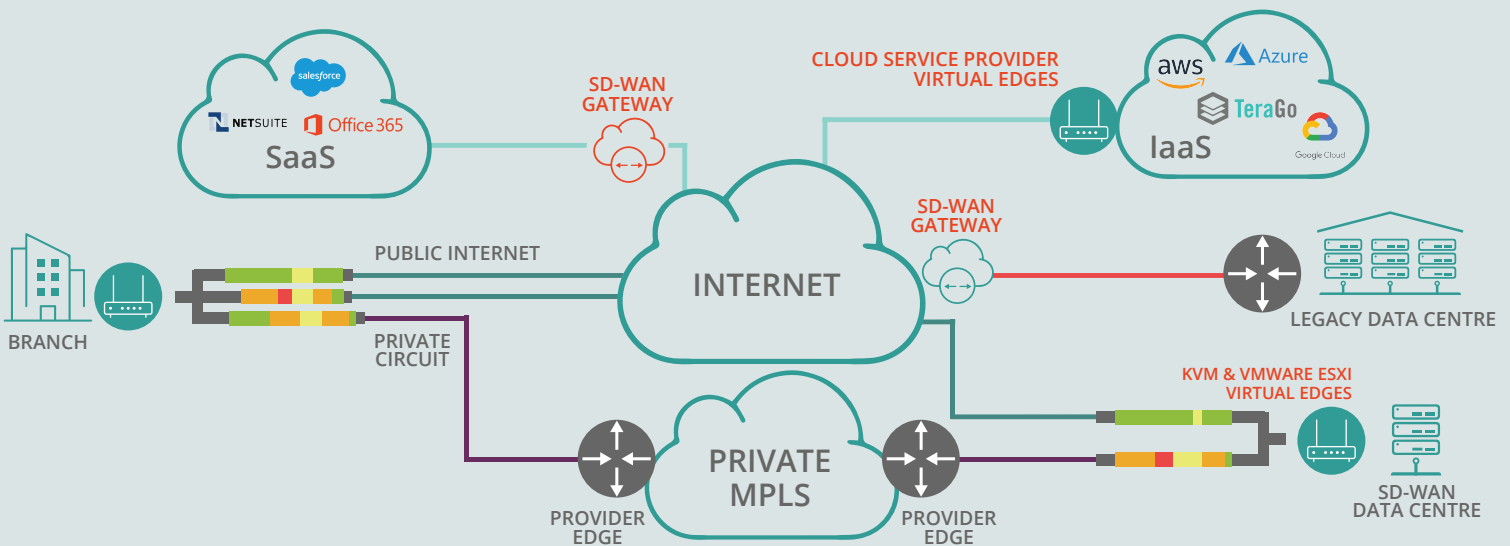 salesforce
NETSUITE
Office 365
SaaS
SD-WAN
GATEWAY
CLOUD SERVICE PROVIDER
VIRTUAL EDGES
aws
Azure
TeraGo
IaaS
Google Cloud
BRANCH
PUBLIC INTERNET
PRIVATE
CIRCUIT
INTERNET
SD-WAN
GATEWAY
LEGACY DATA CENTRE
KVM & VMWARE ESXI
VIRTUAL EDGES
PROVIDER
EDGE
PRIVATE
MPLS
PROVIDER
EDGE
SD-WAN
DATA CENTRE